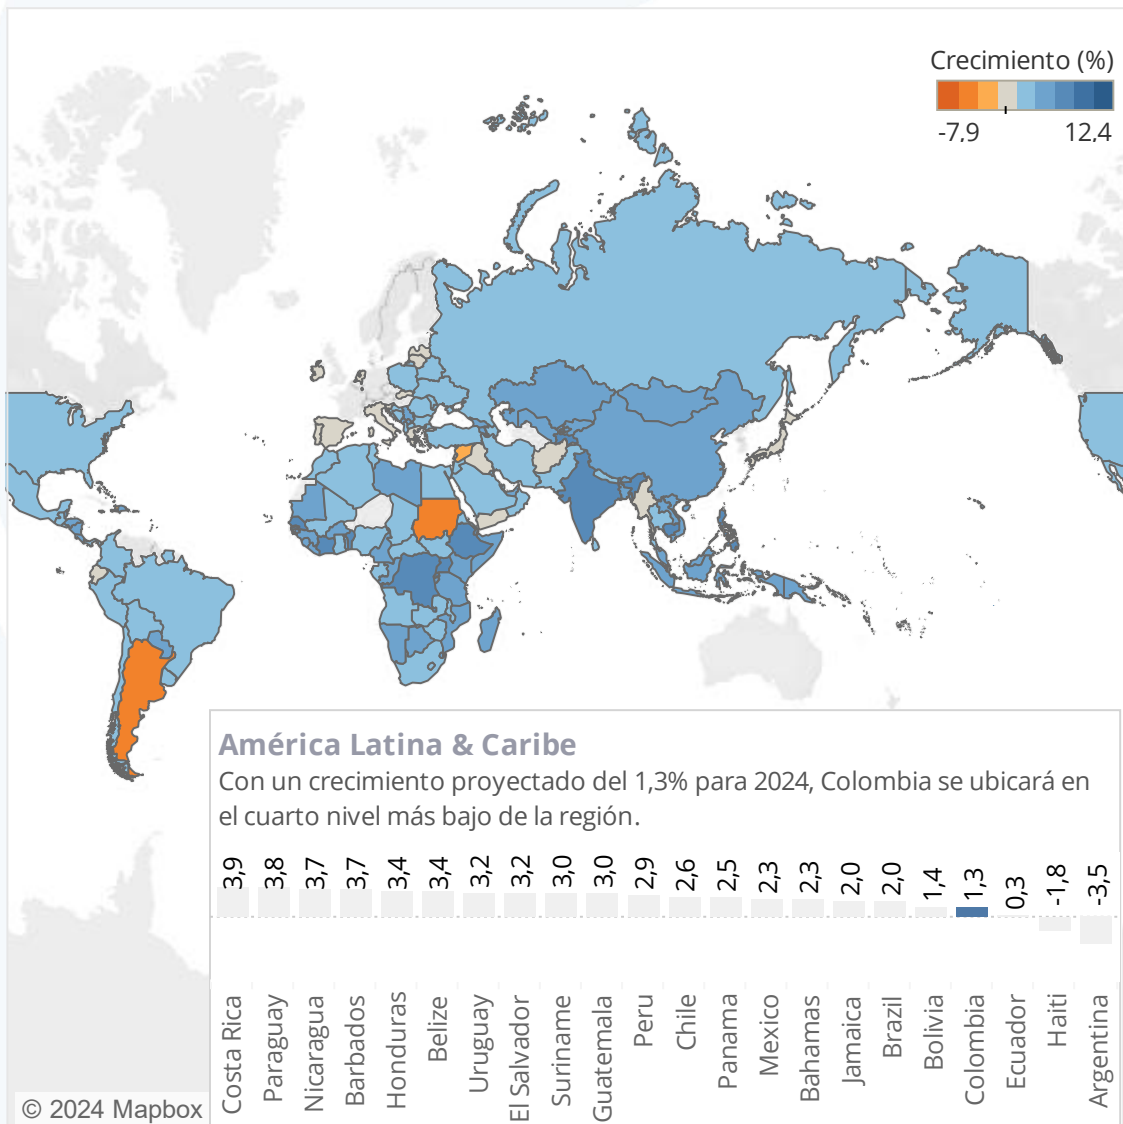 Crecimiento (%)
-7,9 12,4
América Latina & Caribe
Con un crecimiento proyectado del 1,3% para 2024, Colombia se ubicará en
el cuarto nivel más bajo de la región.
3,9 3,8 3,7 3,7 3,4 3,4 3,2 3,2 3,0 3,0 2,9 2,6 2,5 2,3 2,3 2,0 2,0 1,4 1,3 0,3 -1,8 -3,5
Costa Rica
Paraguay
Nicaragua
Barbados
Honduras
Belize
Uruguay
El Salvador
Suriname
Guatemala
Peru
Chile
Panama
Mexico
Bahamas
Jamaica
Brazil
Bolivia
Colombia
Ecuador
Haiti
Argentina
© 2024 Mapbox